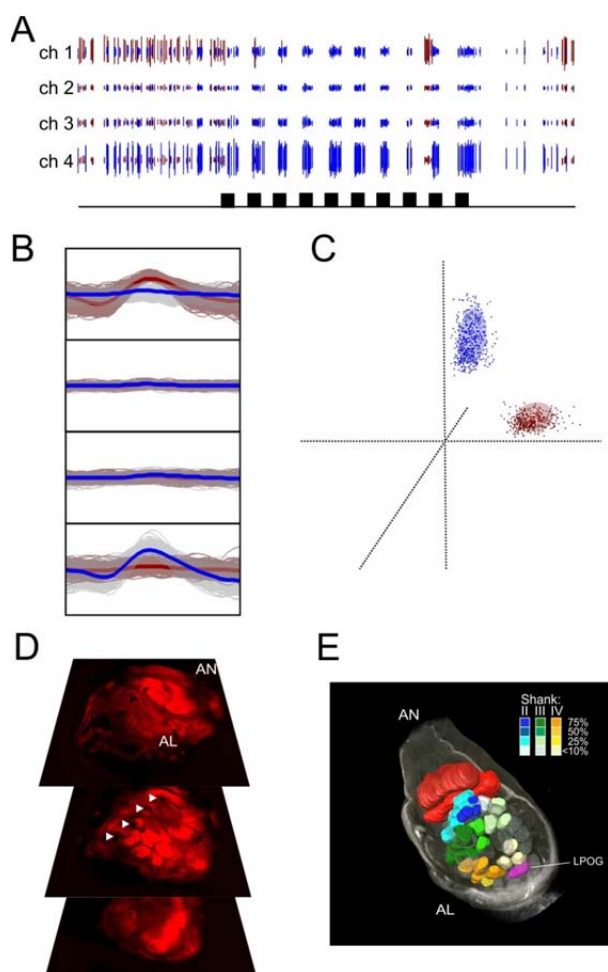 A
ch 1
ch 2
ch 3
ch 4
B
C
D
AN
AL
E
Shank:
II III IV
75%
50%
25%
<10%
AN
LPOG
AL